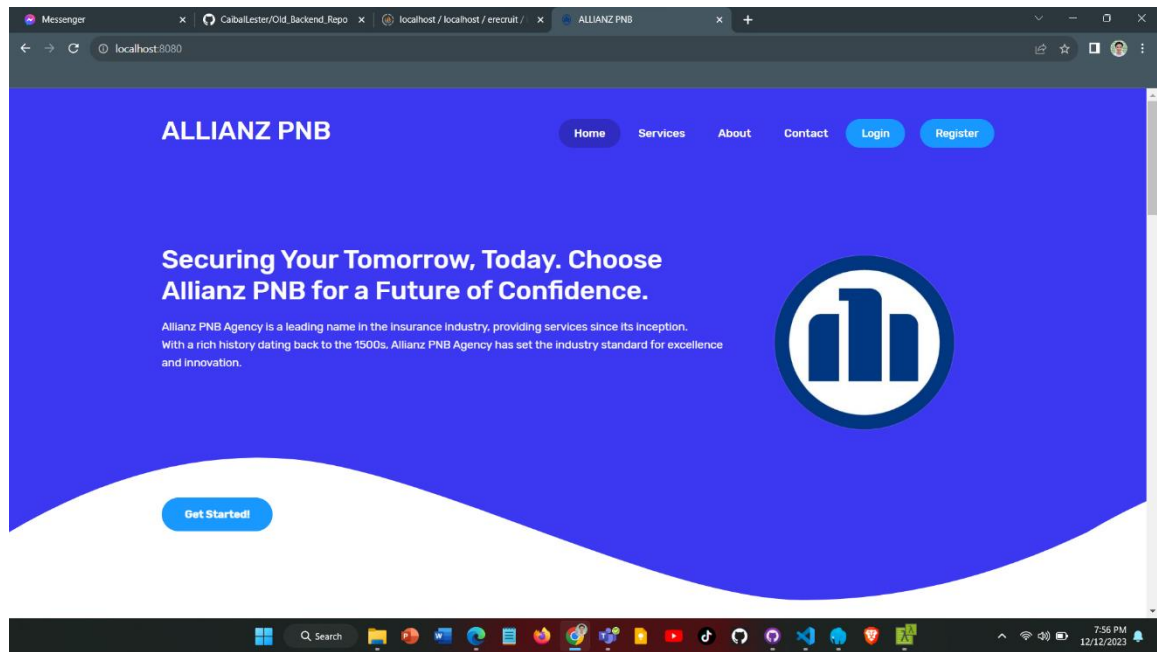 Messenger
CaibalLester/Old_Backend_Repo
localhost / localhost / erecruit /
ALLIANZ PNB
localhost:8080
ALLIANZ PNB
Home Services About Contact Login Register
Securing Your Tomorrow, Today. Choose
Allianz PNB for a Future of Confidence.
Allianz PNB Agency is a leading name in the insurance industry, providing services since its inception.
With a rich history dating back to the 1500s, Allianz PNB Agency has set the industry standard for excellence
and innovation.
Get Started!
Search
7:56 PM
12/12/2023